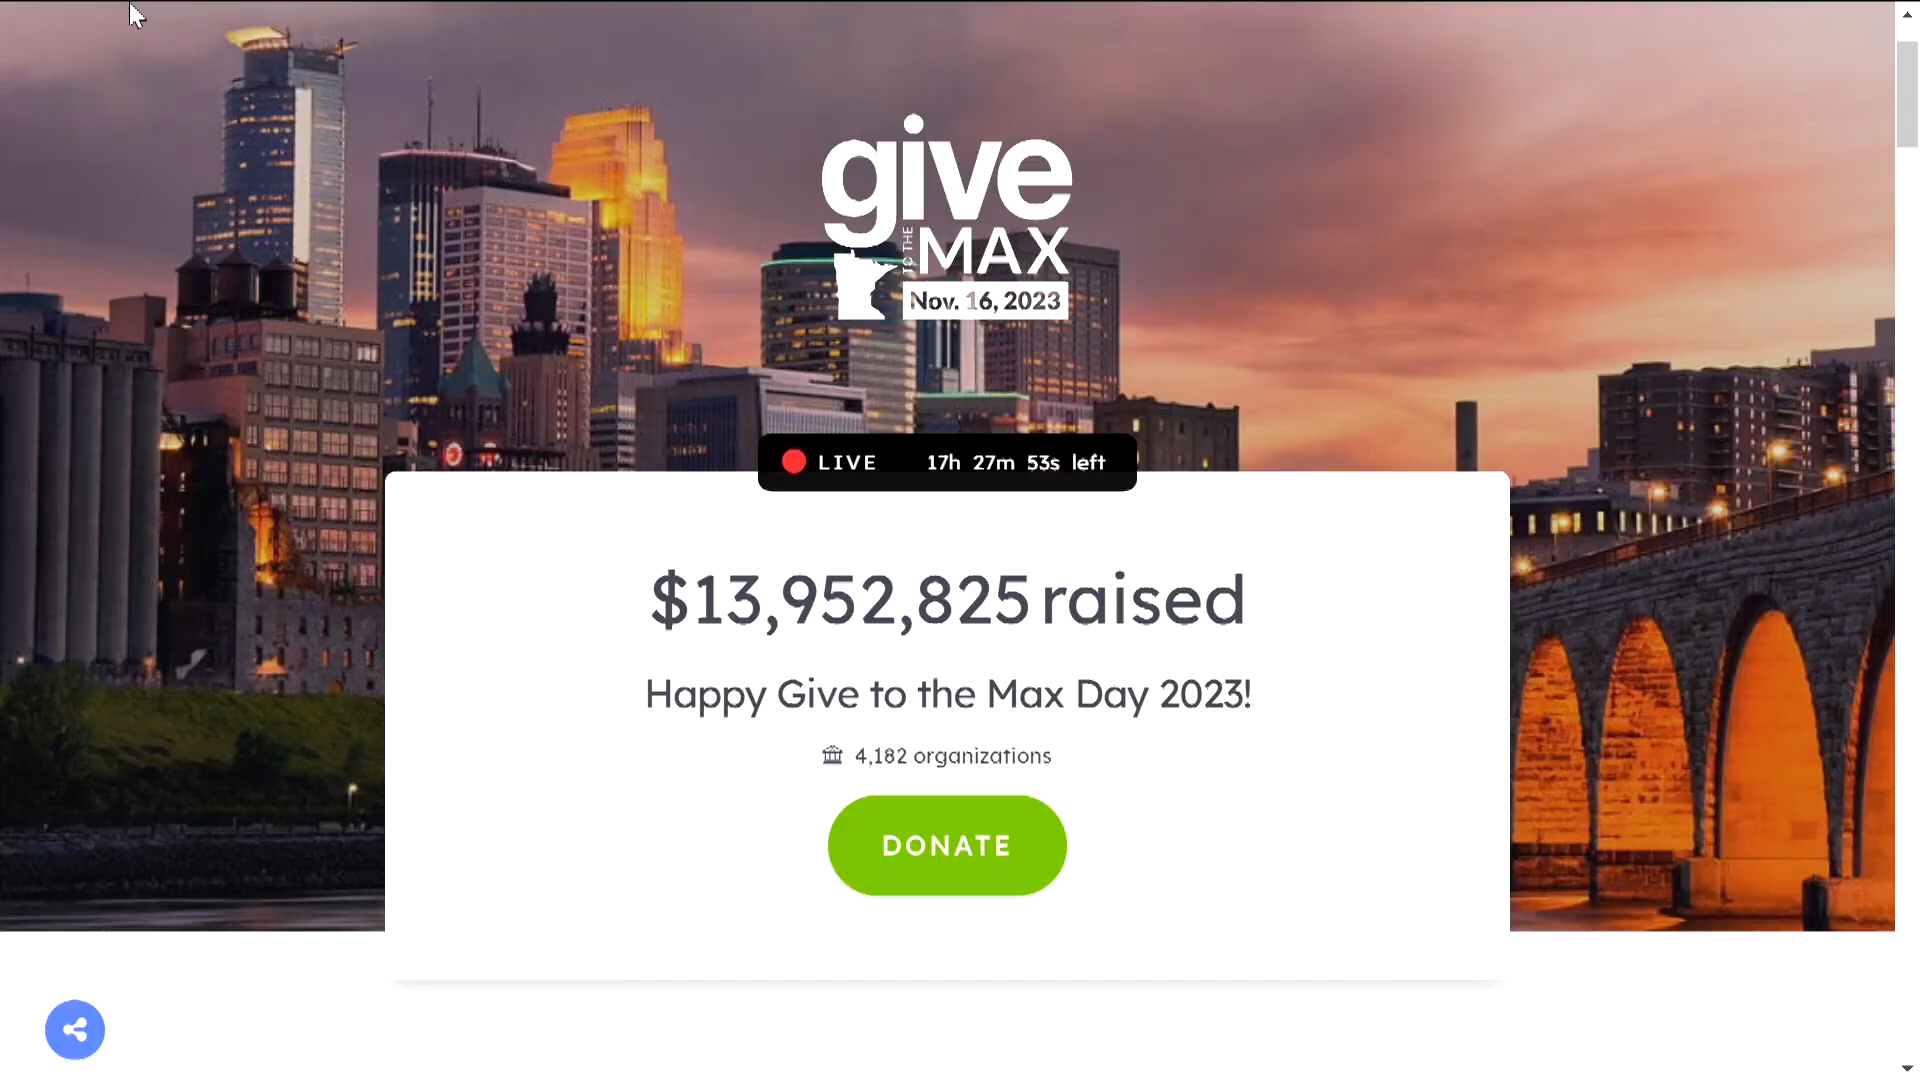 give
TO THE MAX
Nov. 16, 2023
LIVE 17h 27m 53s left
$13,952,825 raised
Happy Give to the Max Day 2023!
4,182 organizations
DONATE